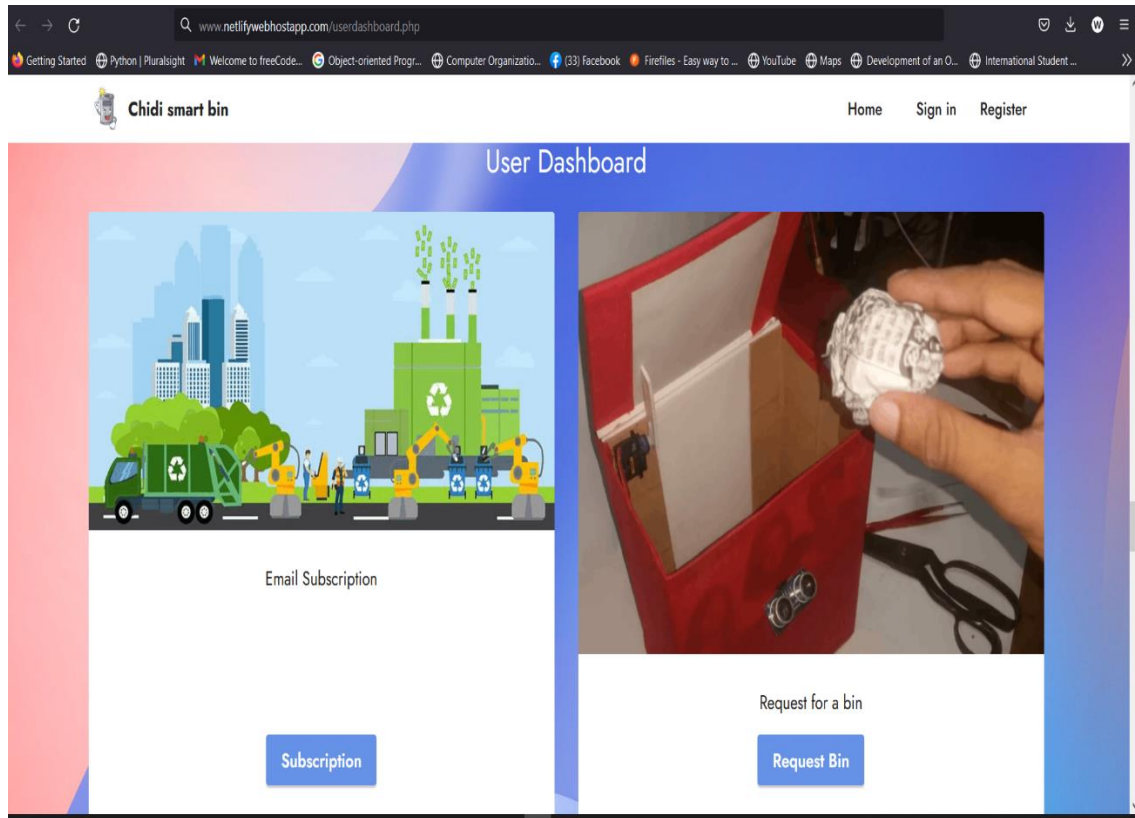 www.netlifywebhostapp.com/userdashboard.php
W
Getting Started Python | Pluralsight Welcome to freeCode... Object-oriented Progr... Computer Organizatio... (33) Facebook Firefiles - Easy way to ... YouTube Maps Development of an O... International Student ...
Chidi smart bin Home Sign in Register
User Dashboard
Email Subscription
Subscription
Request for a bin
Request Bin